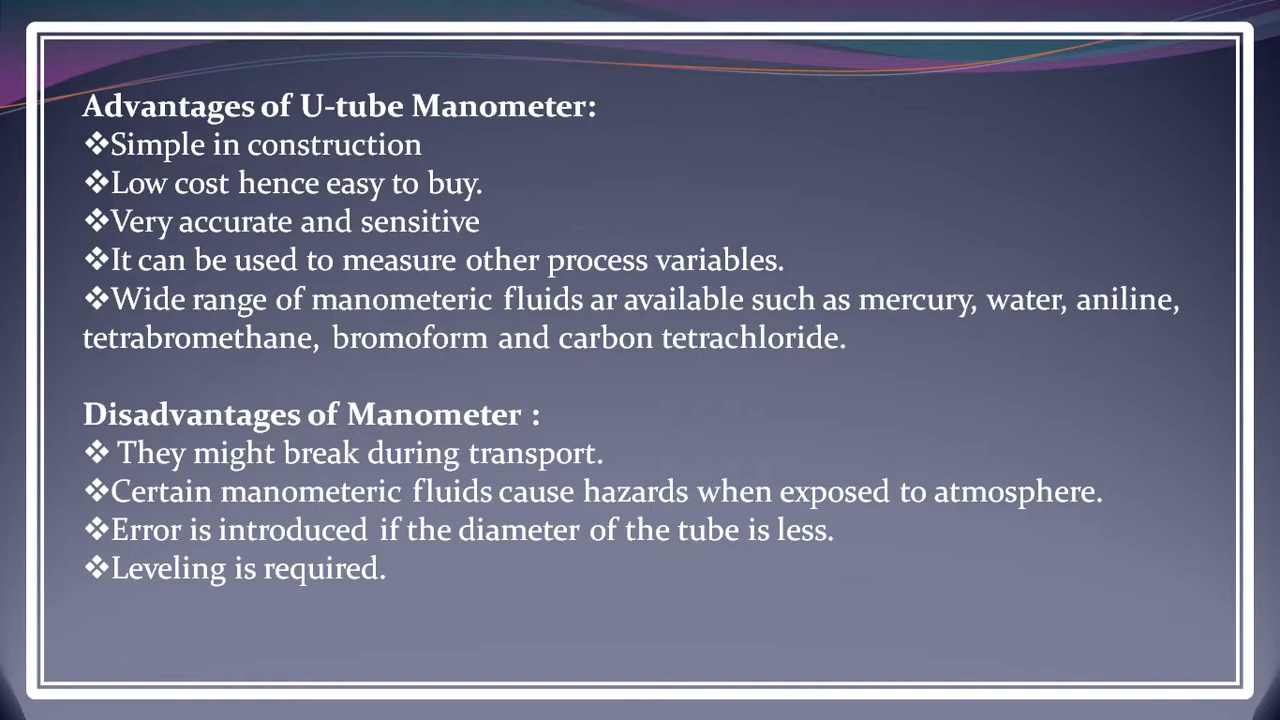 Advantages of U-tube Manometer:
❖Simple in construction
❖Low cost hence easy to buy.
❖Very accurate and sensitive
❖It can be used to measure other process variables.
❖Wide range of manometeric fluids ar available such as mercury, water, aniline,
tetrabromethane, bromoform and carbon tetrachloride.
Disadvantages of Manometer :
❖ They might break during transport.
❖Certain manometeric fluids cause hazards when exposed to atmosphere.
❖Error is introduced if the diameter of the tube is less.
❖Leveling is required.